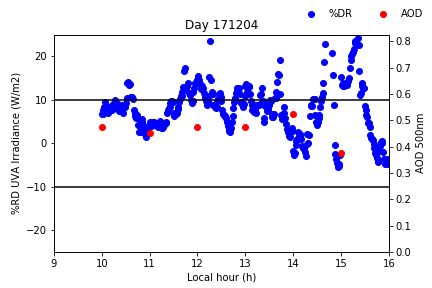 %DR AOD
Day 171204
20
10
0
−10
−20
%RD UVA Irradiance (W/m2)
0.8
0.7
0.6
0.5
0.4
0.3
0.2
0.1
0.0
AOD 500nm
9 10 11 12 13 14 15 16
Local hour (h)